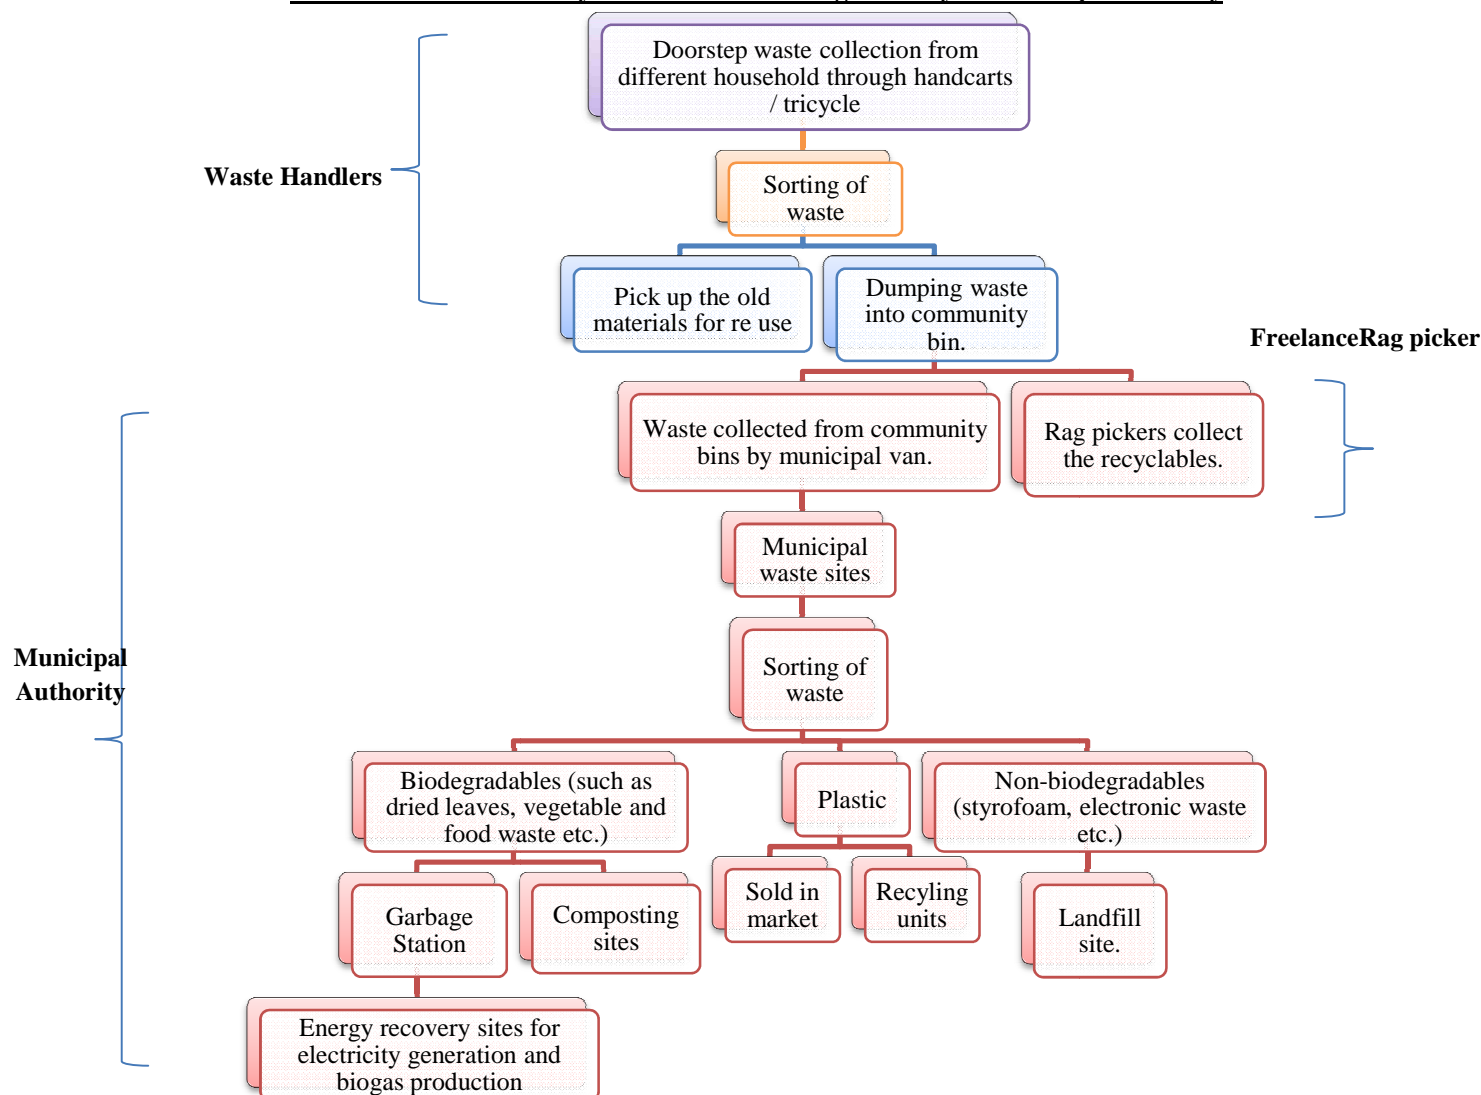 Doorstep waste collection from
different household through handcarts
/ tricycle
Waste Handlers
Sorting of
waste
Pick up the old
materials for re use
Dumping waste
into community
bin.
FreelanceRag picker
Waste collected from community
bins by municipal van.
Rag pickers collect
the recyclables.
Municipal
waste sites
Municipal
Authority
Sorting of
waste
Biodegradables (such as
dried leaves, vegetable and
food waste etc.)
Plastic
Non-biodegradables
(styrofoam, electronic waste
etc.)
Garbage
Station
Composting
sites
Sold in
market
Recyling
units
Landfill
site.
Energy recovery sites for
electricity generation and
biogas production